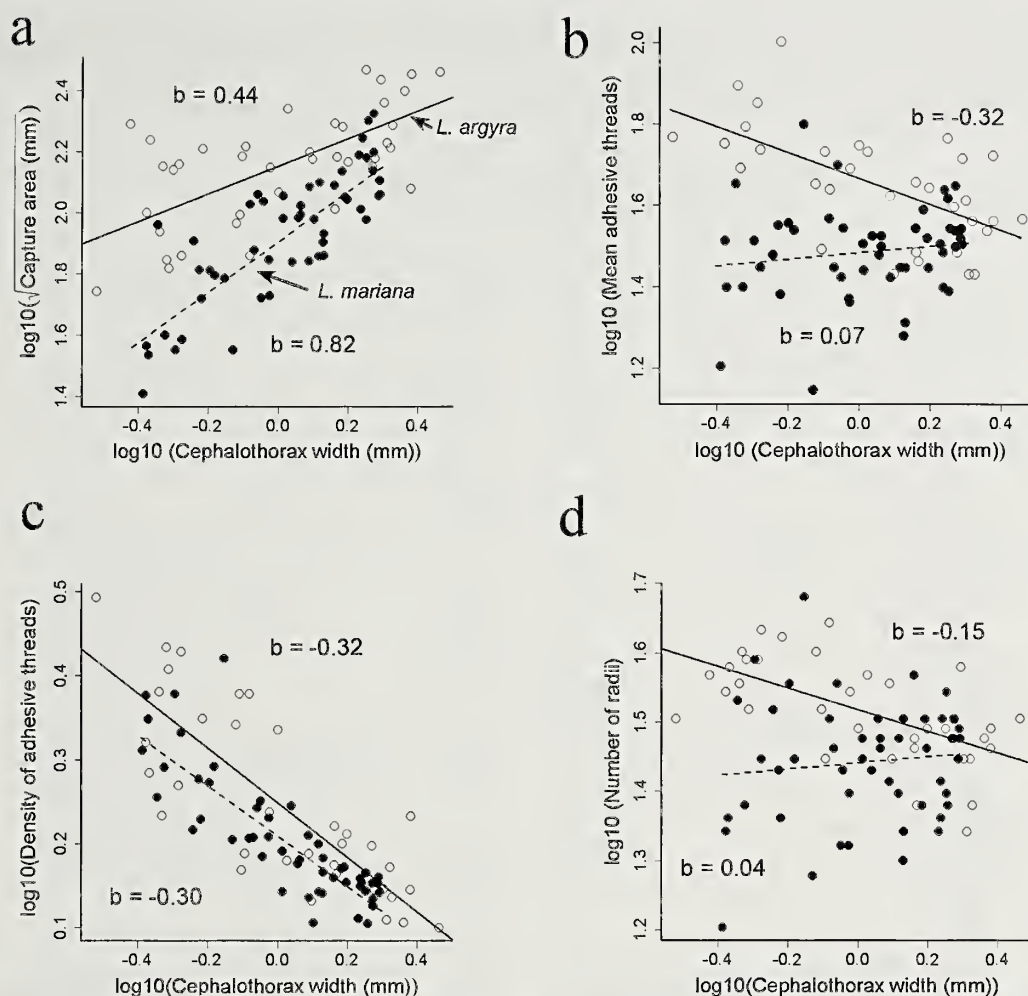 a
log10(√Capture area (mm))
2.4
2.2
2.0
1.8
1.6
1.4
b = 0.44
L. argyra
L. mariana
b = 0.82
-0.4 -0.2 0.0 0.2 0.4
log10 (Cephalothorax width (mm))
b
log10 (Mean adhesive threads)
2.0
1.8
1.6
1.4
1.2
b = -0.32
b = 0.07
-0.4 -0.2 0.0 0.2 0.4
log10 (Cephalothorax width (mm))
c
log10(Density of adhesive threads)
0.5
0.4
0.3
0.2
0.1
b = -0.32
b = -0.30
-0.4 -0.2 0.0 0.2 0.4
log10(Cephalothorax width (mm))
d
log10 (Number of radii)
1.7
1.6
1.5
1.4
1.3
1.2
b = -0.15
b = 0.04
-0.4 -0.2 0.0 0.2 0.4
log10(Cephalothorax width (mm))